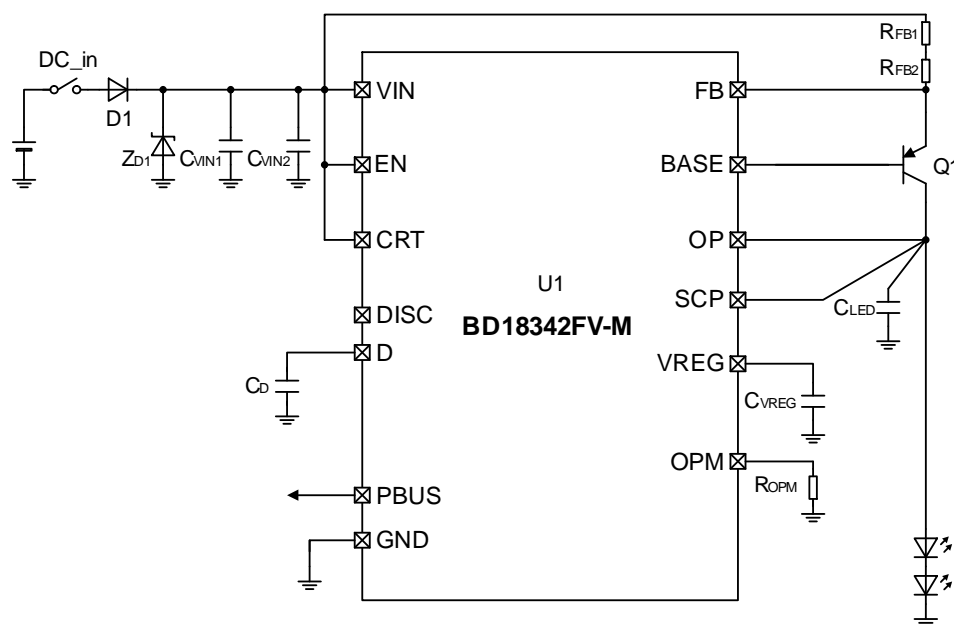 RFB1
DC_in
RFB2
VIN
FB
D1
ZD1
CVIN1
CVIN2
EN
BASE
Q1
CRT
OP
U1
SCP
BD18342FV-M
DISC
CLED
D
VREG
CD
CVREG
OPM
ROPM
PBUS
GND